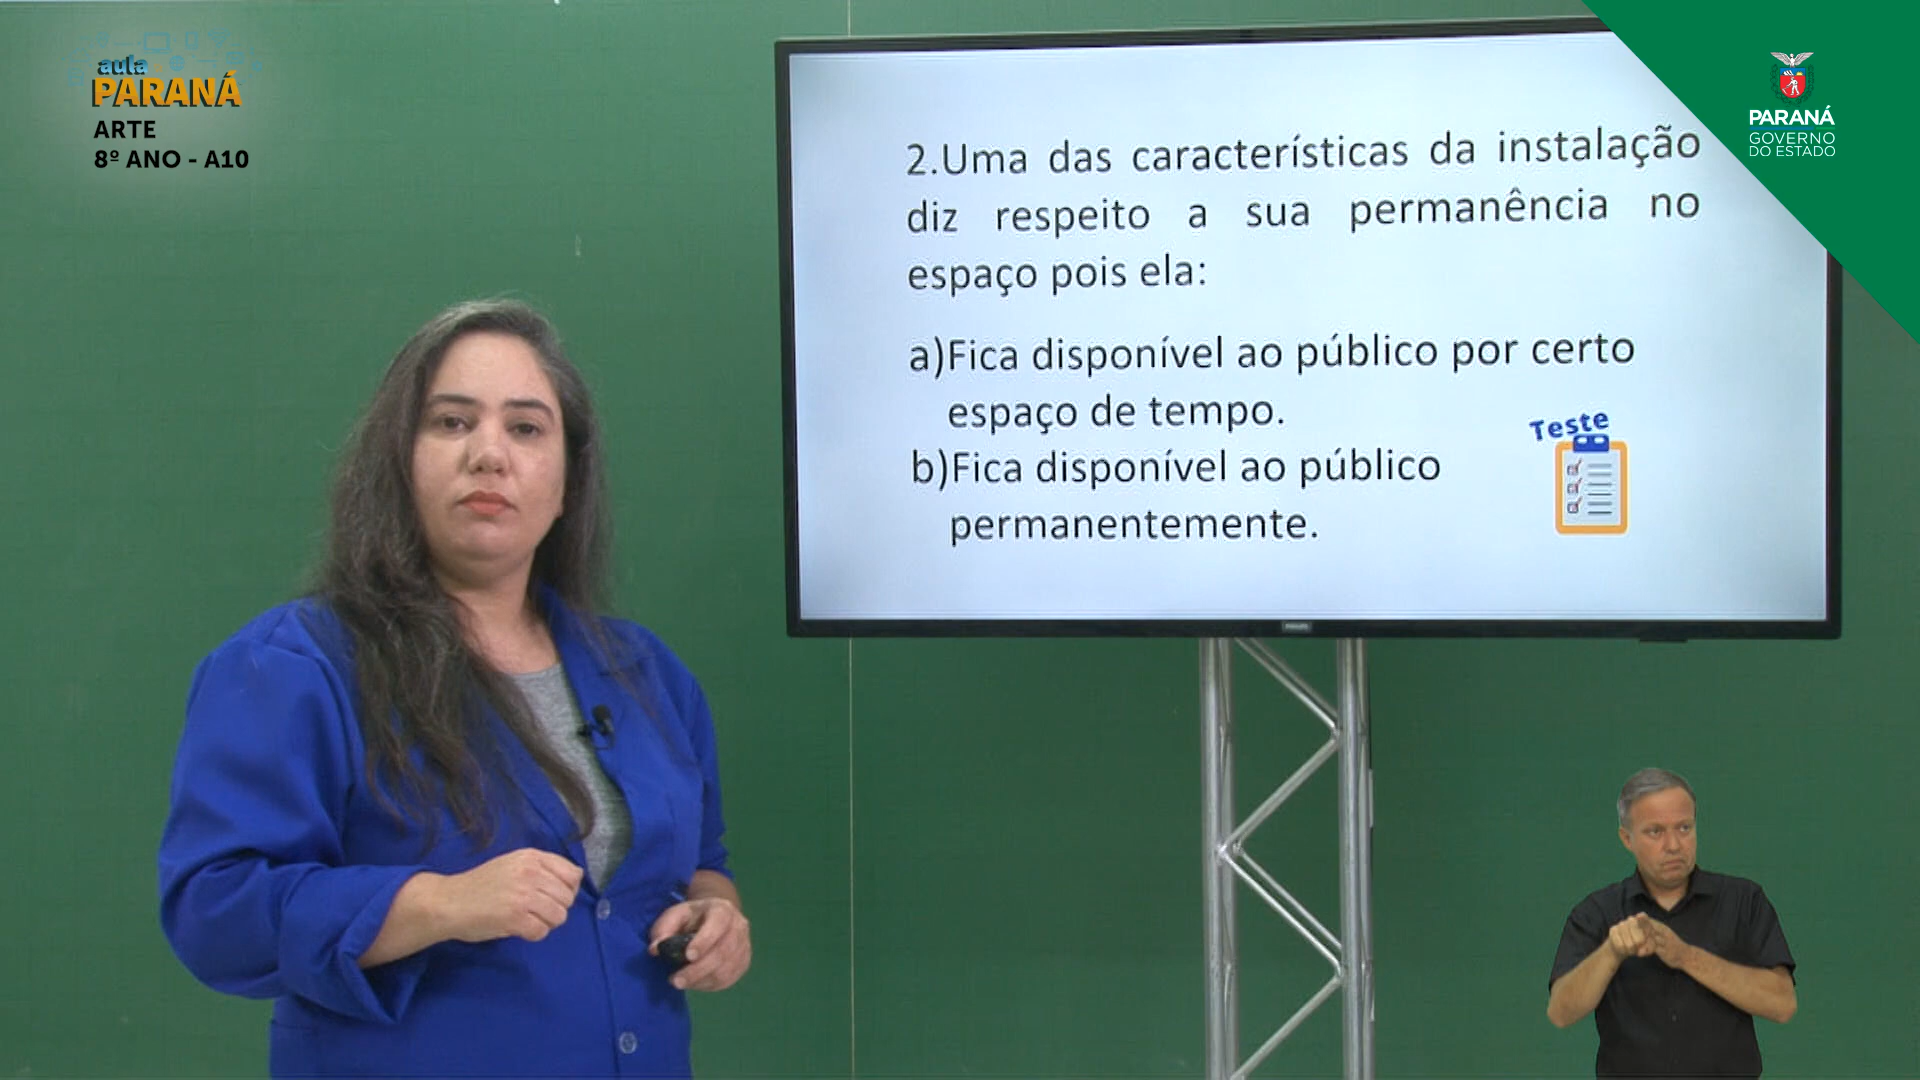 aula
PARANÁ
ARTE
8º ANO - A10
PARANÁ
GOVERNO
DO ESTADO
2.Uma das características da instalação
diz respeito a sua permanência no
espaço pois ela:
a)Fica disponível ao público por certo
espaço de tempo.
b)Fica disponível ao público
permanentemente.
Teste
PHILIPS